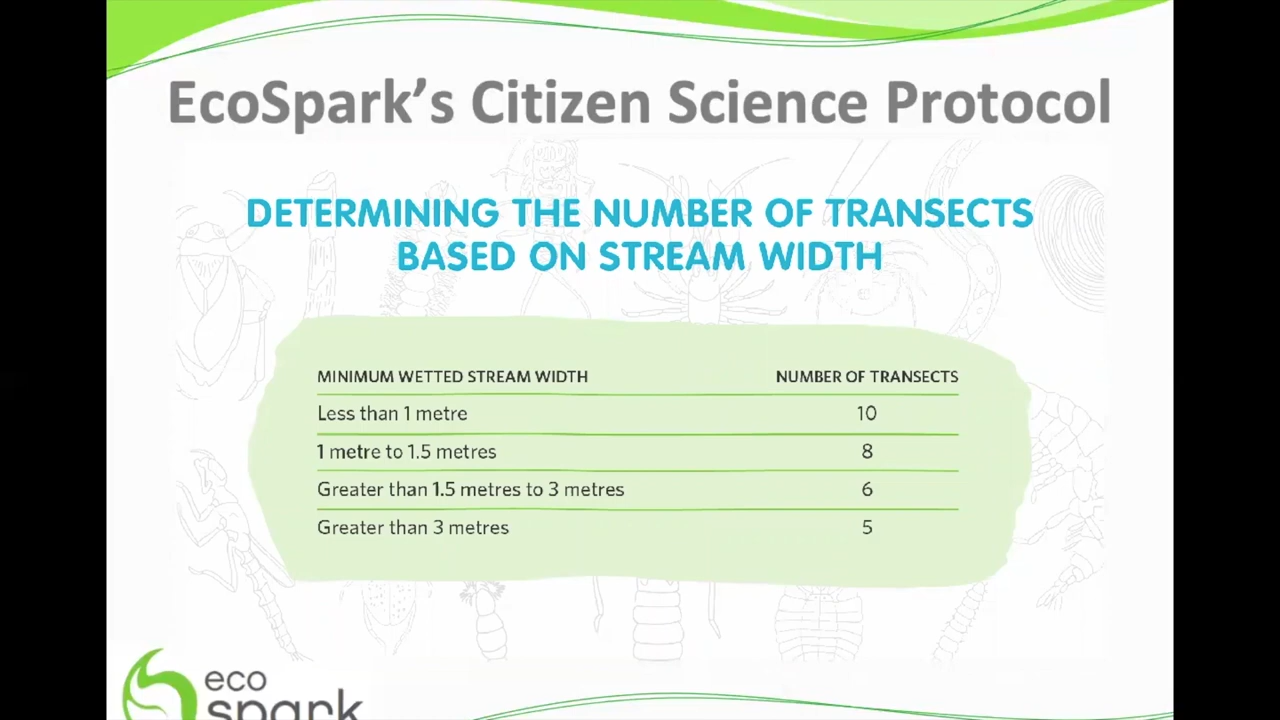 EcoSpark’s Citizen Science Protocol
DETERMINING THE NUMBER OF TRANSECTS
BASED ON STREAM WIDTH
MINIMUM WETTED STREAM WIDTH NUMBER OF TRANSECTS
Less than 1 metre 10
1 metre to 1.5 metres 8
Greater than 1.5 metres to 3 metres 6
Greater than 3 metres 5
eco
spark